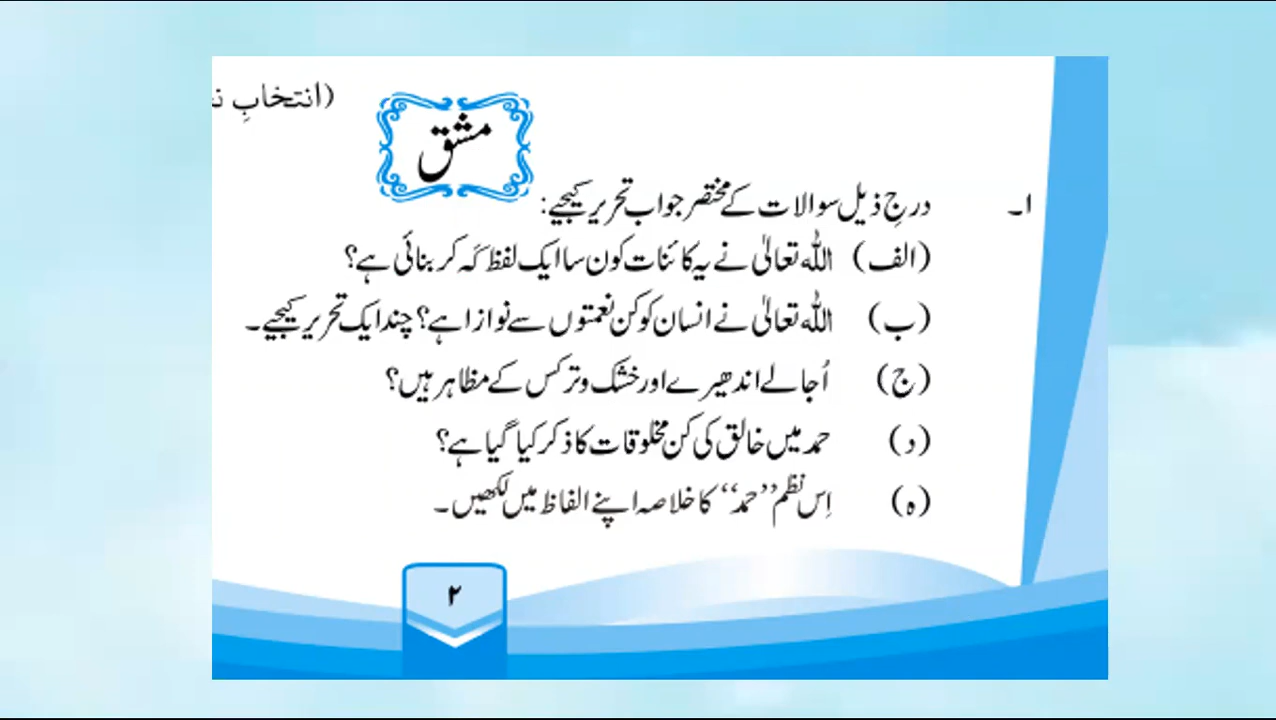 (انتخابِ
مشق
۱۔ درجِ ذیل سوالات کے مختصر جواب تحریر کیجیے:
(الف) اللہ تعالیٰ نے یہ کائنات کون سا ایک لفظ کَہ کر بنائی ہے؟
(ب) اللہ تعالیٰ نے انسان کو کن نعمتوں سے نوازا ہے؟ چند ایک تحریر کیجیے۔
(ج) اُجالے اندھیرے اور خشک و تر کس کے مظاہر ہیں؟
(د) حمد میں خالق کی کن مخلوقات کا ذکر کیا گیا ہے؟
(ہ) اِس نظم ’’حمد‘‘ کا خلاصہ اپنے الفاظ میں لکھیں۔
۲